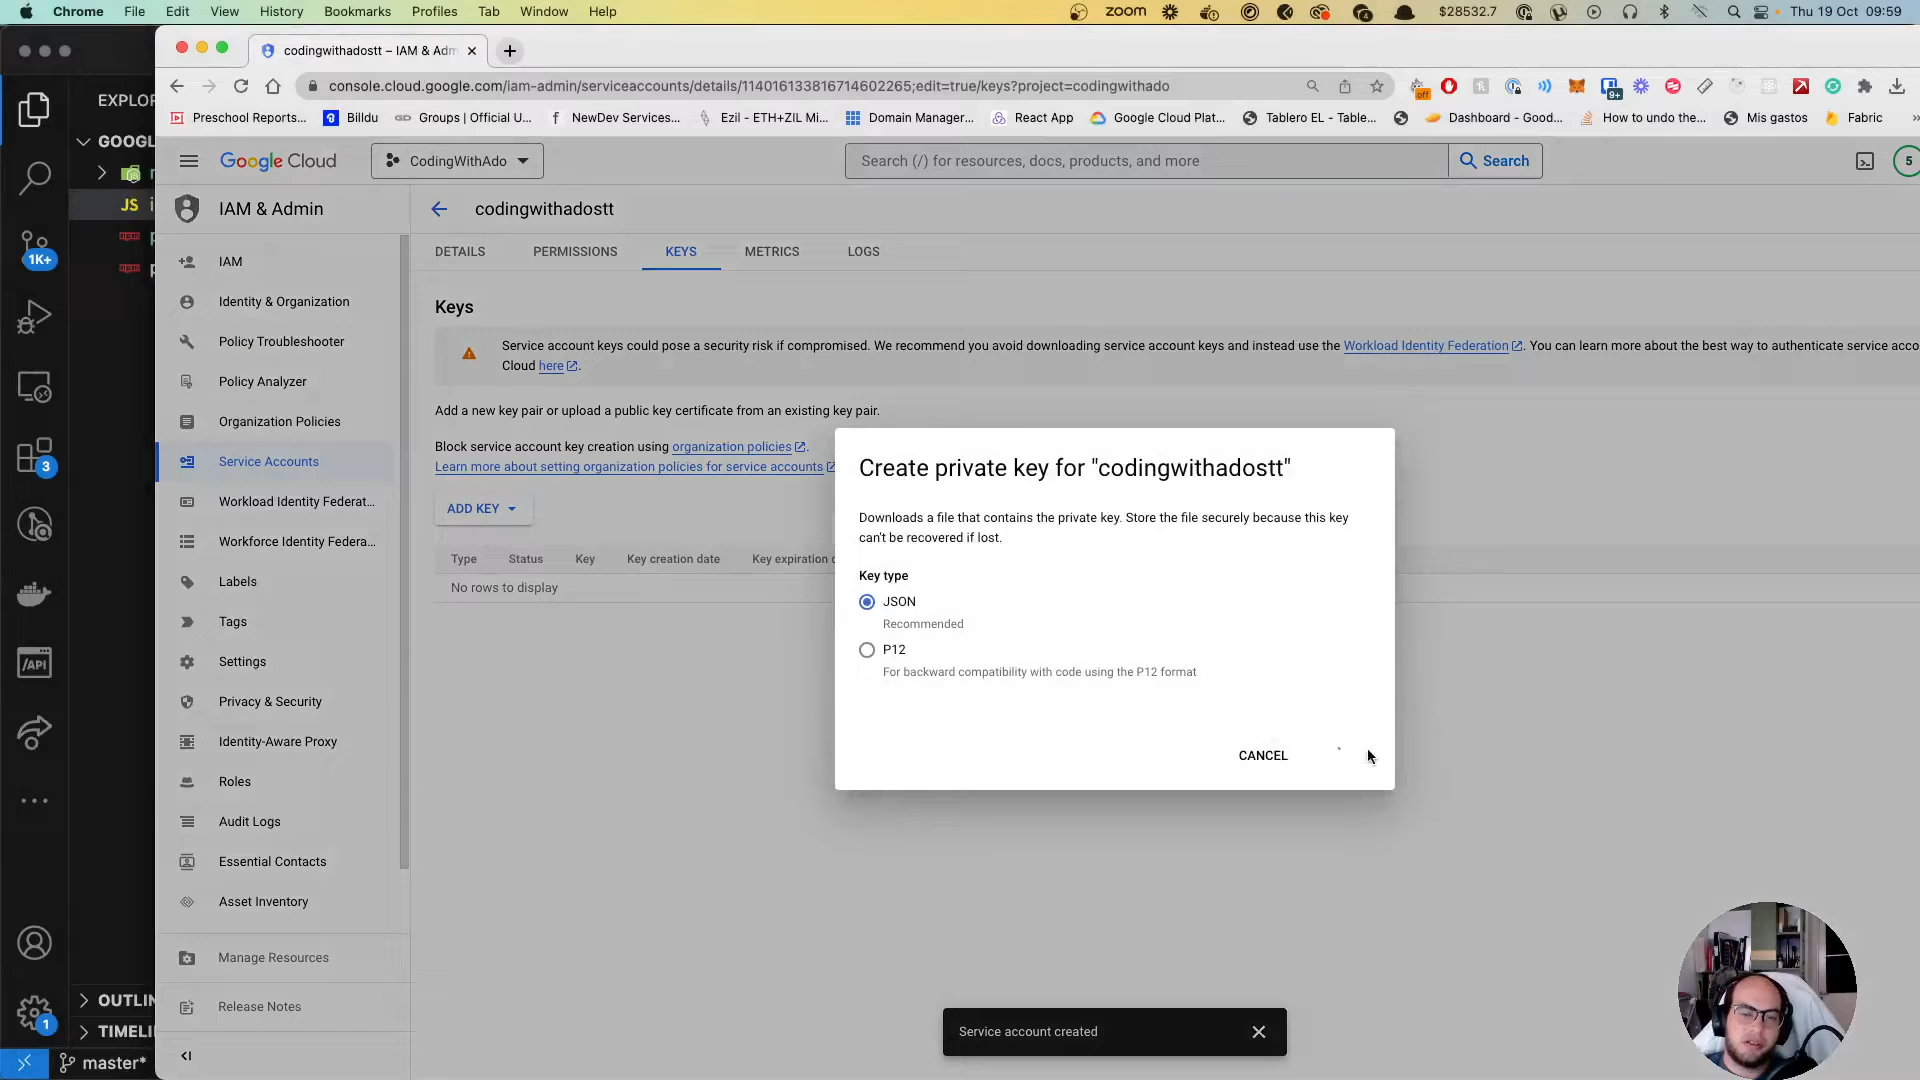 Chrome File Edit View History Bookmarks Profiles Tab Window Help zoom 4 $28532.7 Thu 19 Oct 09:59
codingwithadostt – IAM & Adm
console.cloud.google.com/iam-admin/serviceaccounts/details/114016133816714602265;edit=true/keys?project=codingwithado off 9+
Preschool Reports... Billdu Groups | Official U... NewDev Services... Ezil - ETH+ZIL Mi... Domain Manager... React App Google Cloud Plat... Tablero EL - Table... Dashboard - Good... How to undo the... Mis gastos Fabric »
EXPLOR
GOOGL
JS i
p
p
1K+
3
/API
1
OUTLIN
TIMELI
master*
Google Cloud CodingWithAdo Search (/) for resources, docs, products, and more Search 5
IAM & Admin
IAM
Identity & Organization
Policy Troubleshooter
Policy Analyzer
Organization Policies
Service Accounts
Workload Identity Federat...
Workforce Identity Federa...
Labels
Tags
Settings
Privacy & Security
Identity-Aware Proxy
Roles
Audit Logs
Essential Contacts
Asset Inventory
Manage Resources
Release Notes
codingwithadostt
DETAILS PERMISSIONS KEYS METRICS LOGS
Keys
Service account keys could pose a security risk if compromised. We recommend you avoid downloading service account keys and instead use the Workload Identity Federation. You can learn more about the best way to authenticate service acco
Cloud here.
Add a new key pair or upload a public key certificate from an existing key pair.
Block service account key creation using organization policies.
Learn more about setting organization policies for service accounts
ADD KEY
Type Status Key Key creation date Key expiration d
No rows to display
Create private key for "codingwithadostt"
Downloads a file that contains the private key. Store the file securely because this key
can't be recovered if lost.
Key type
JSON
Recommended
P12
For backward compatibility with code using the P12 format
CANCEL
Service account created